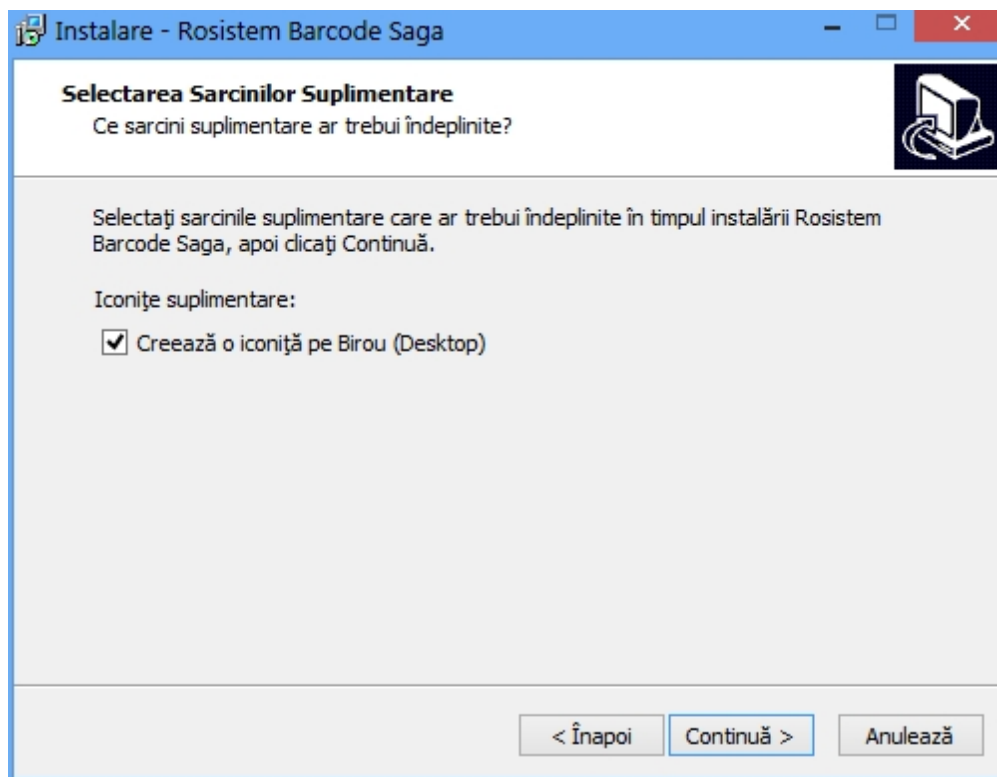 Instalare - Rosistem Barcode Saga
Selectarea Sarcinilor Suplimentare
Ce sarcini suplimentare ar trebui îndeplinite?
Selectaţi sarcinile suplimentare care ar trebui îndeplinite în timpul instalării Rosistem
Barcode Saga, apoi clicaţi Continuă.
Iconiţe suplimentare:
Creează o iconiţă pe Birou (Desktop)
< Înapoi
Continuă >
Anulează